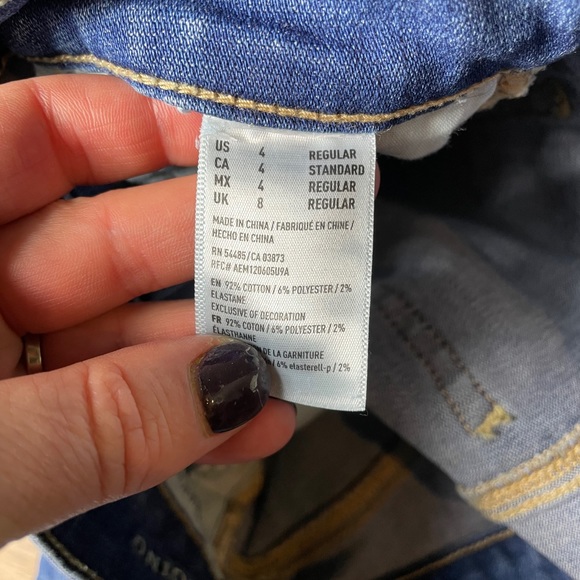 US 4 REGULAR
CA 4 STANDARD
MX 4 REGULAR
UK 8 REGULAR
MADE IN CHINA / FABRIQUÉ EN CHINE /
HECHO EN CHINA
RN 54485/CA 03873
RFC# AEM120605U9A
EN 92% COTTON / 6% POLYESTER / 2%
ELASTANE
EXCLUSIVE OF DECORATION
FR 92% COTON / 6% POLYESTER / 2%
ÉLASTHANNE
DE LA GARNITURE
/ 6% elasterell-p / 2%